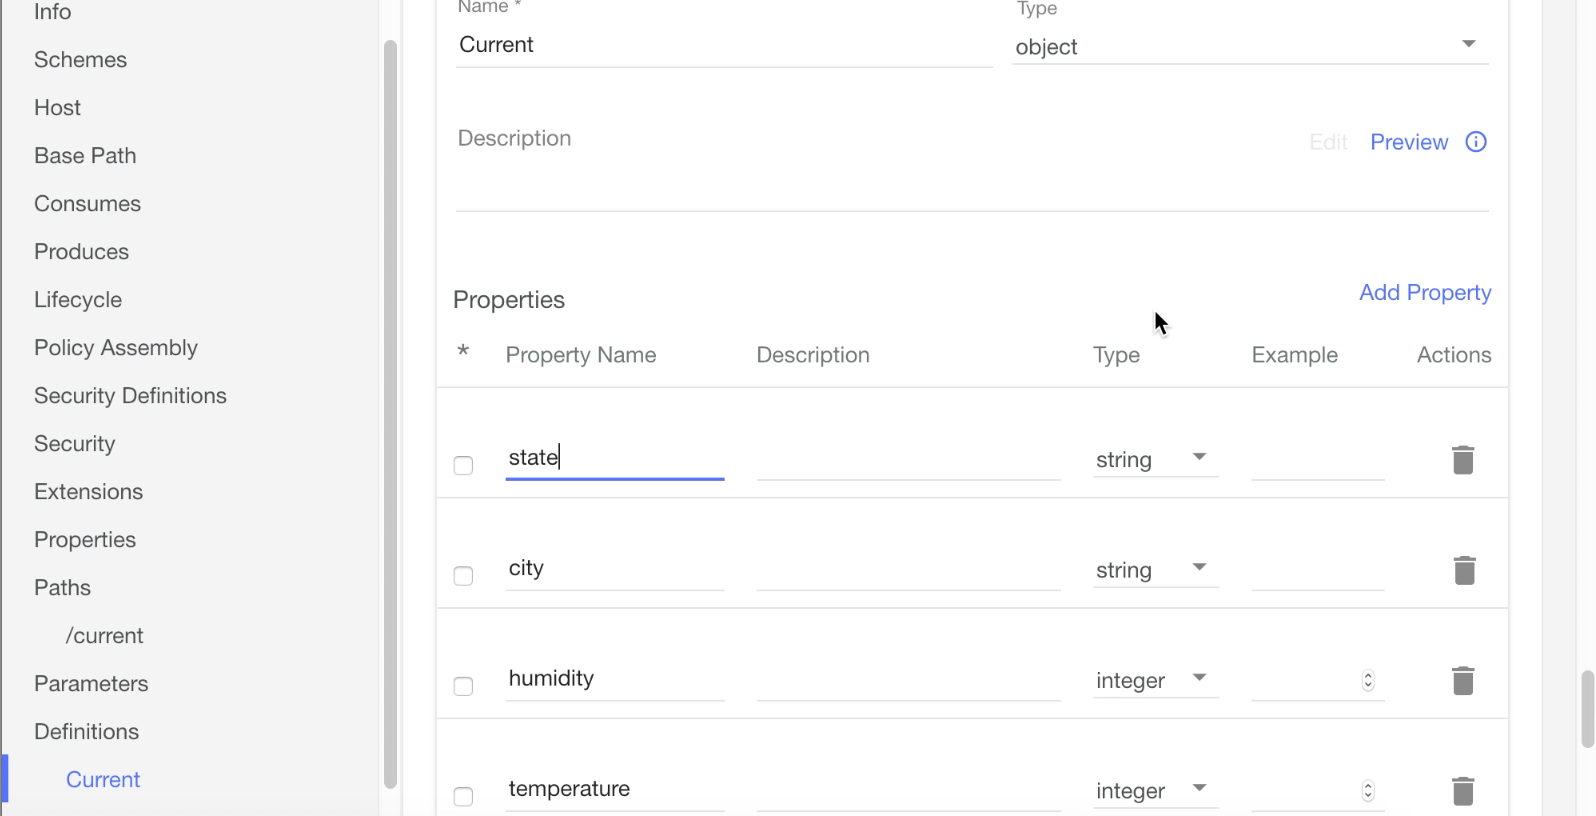 Info
Schemes
Host
Base Path
Consumes
Produces
Lifecycle
Policy Assembly
Security Definitions
Security
Extensions
Properties
Paths
/current
Parameters
Definitions
Current
Name *
Type
Current
object
Description
Edit
Preview
Properties
Add Property
* Property Name Description Type Example Actions
state string
city string
humidity integer
temperature integer